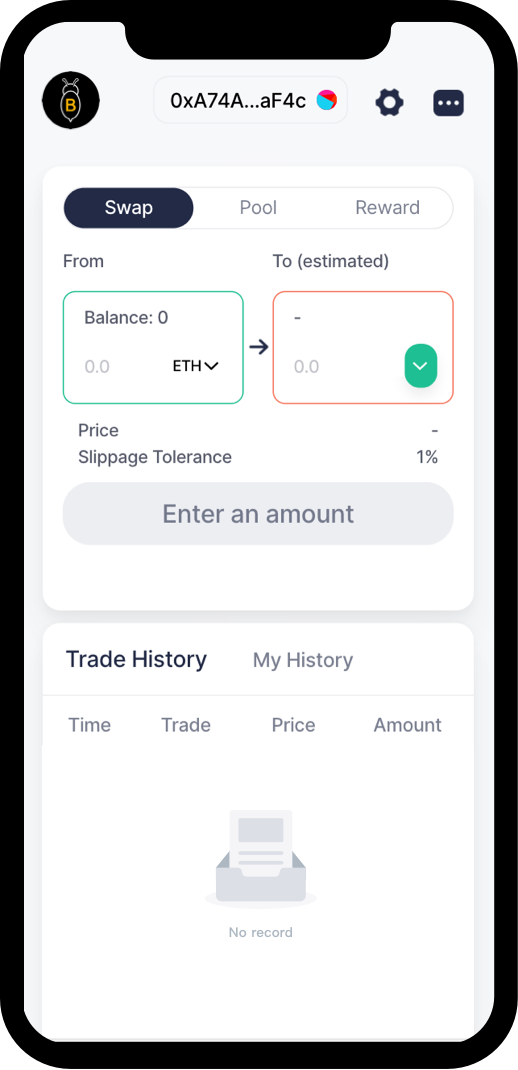 B
0xA74A...aF4c
Swap Pool Reward
From To (estimated)
Balance: 0 -
0.0 ETH 0.0
Price -
Slippage Tolerance 1%
Enter an amount
Trade History My History
Time Trade Price Amount
No record